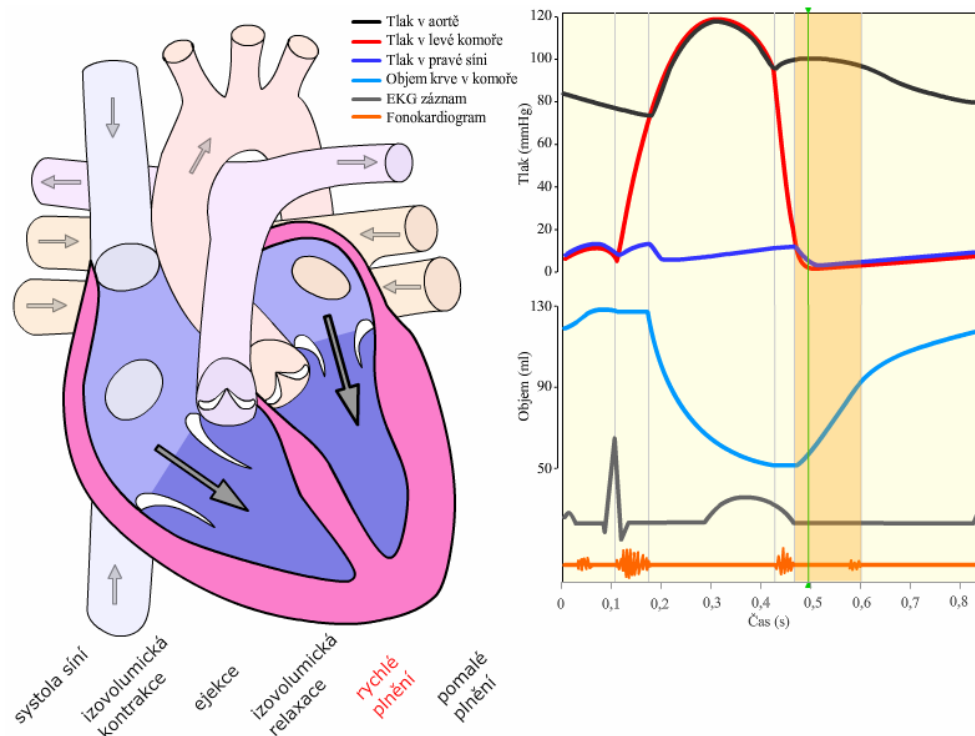 Tlak v aortě
Tlak v levé komoře
Tlak v pravé síni
Objem krve v komoře
EKG záznam
Fonokardiogram
Tlak (mmHg)
120
100
80
60
40
20
0
Objem (ml)
130
90
50
0
0,1
0,2
0,3
0,4
0,5
0,6
0,7
0,8
Čas (s)
systola síní
izovolumická
kontrakce
ejekce
izovolumická
relaxace
rychlé
plnění
pomalé
plnění